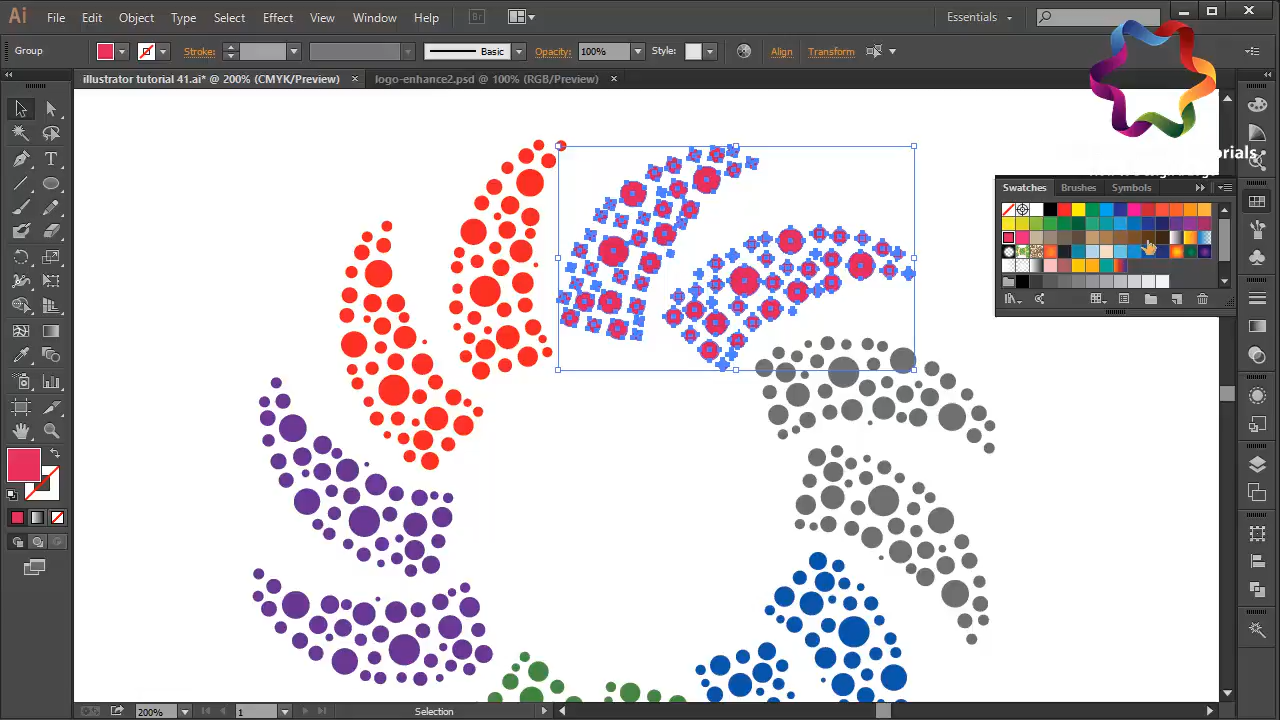 Ai File Edit Object Type Select Effect View Window Help Br Essentials
Group Stroke: Basic Opacity: 100% Style: Align Transform
illustrator tutorial 41.ai* @ 200% (CMYK/Preview) × logo-enhance2.psd @ 100% (RGB/Preview) ×
Swatches Brushes Symbols
200% 1 Selection